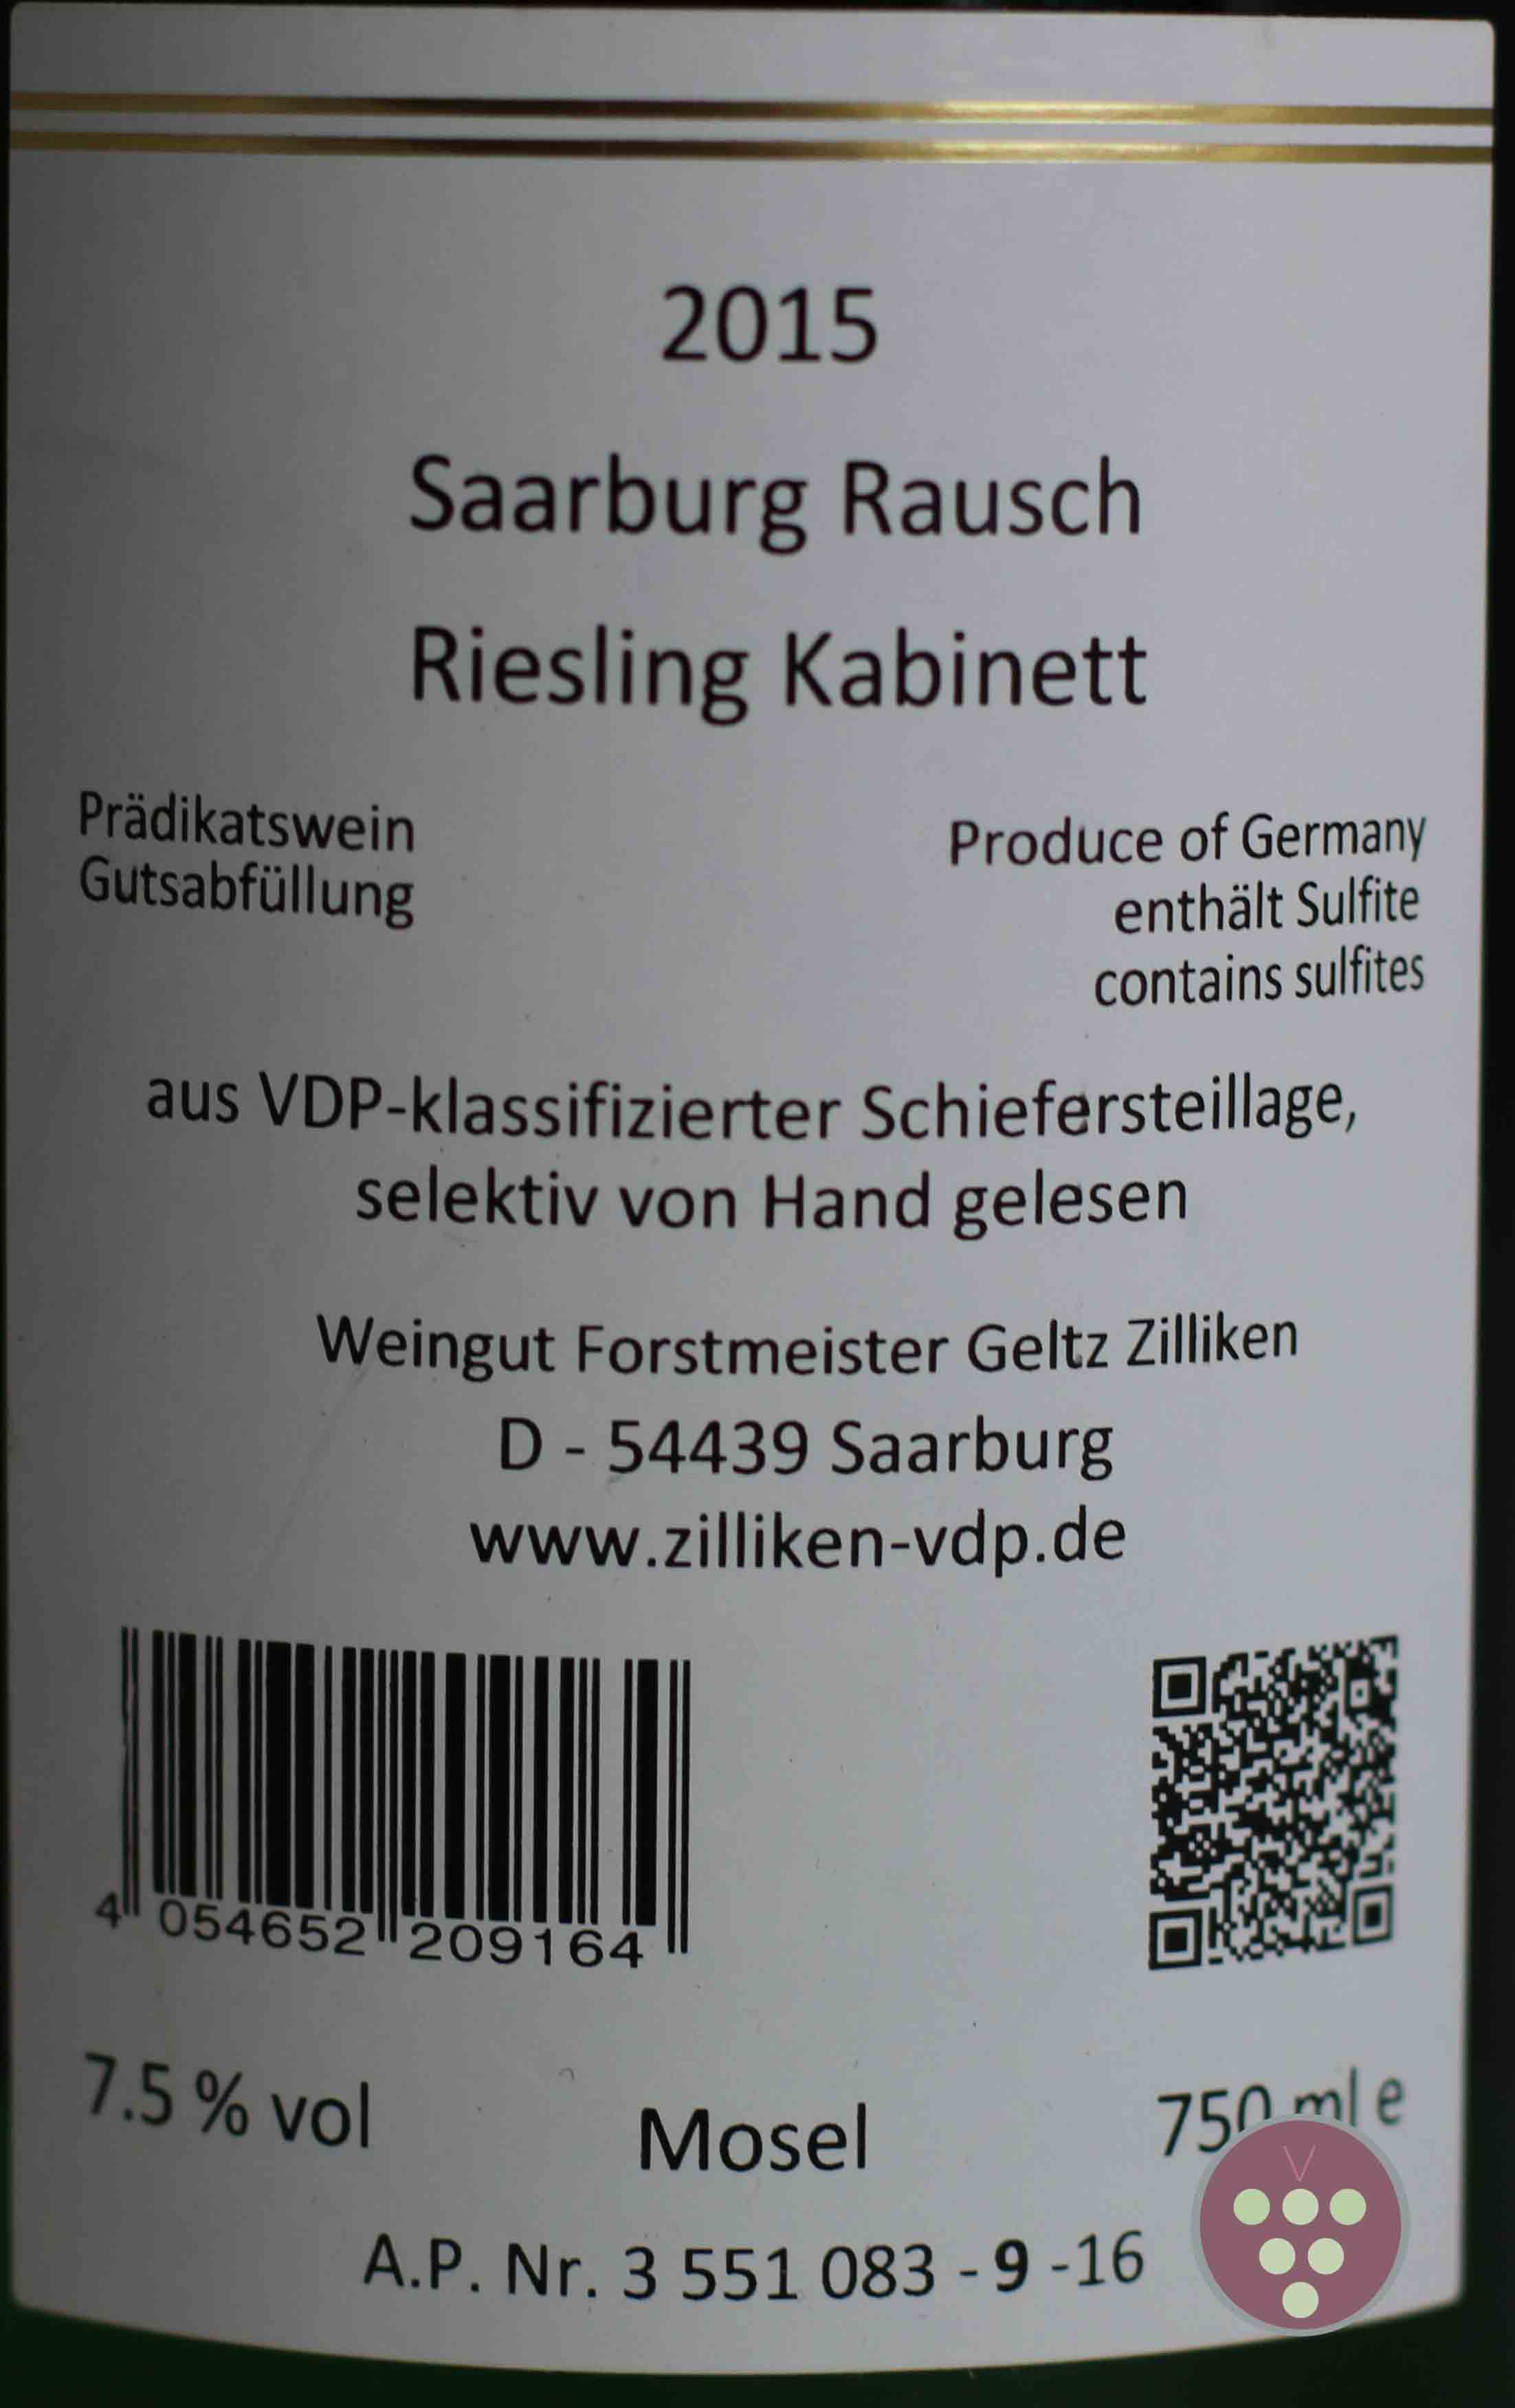 2015
Saarburg Rausch
Riesling Kabinett
Prädikatswein
Gutsabfüllung
Produce of Germany
enthält Sulfite
contains sulfites
aus VDP-klassifizierter Schiefersteillage,
selektiv von Hand gelesen
Weingut Forstmeister Geltz Zilliken
D - 54439 Saarburg
www.zilliken-vdp.de
4 054652 209164
7.5 % vol
Mosel
750 ml e
A.P. Nr. 3 551 083 - 9 -16